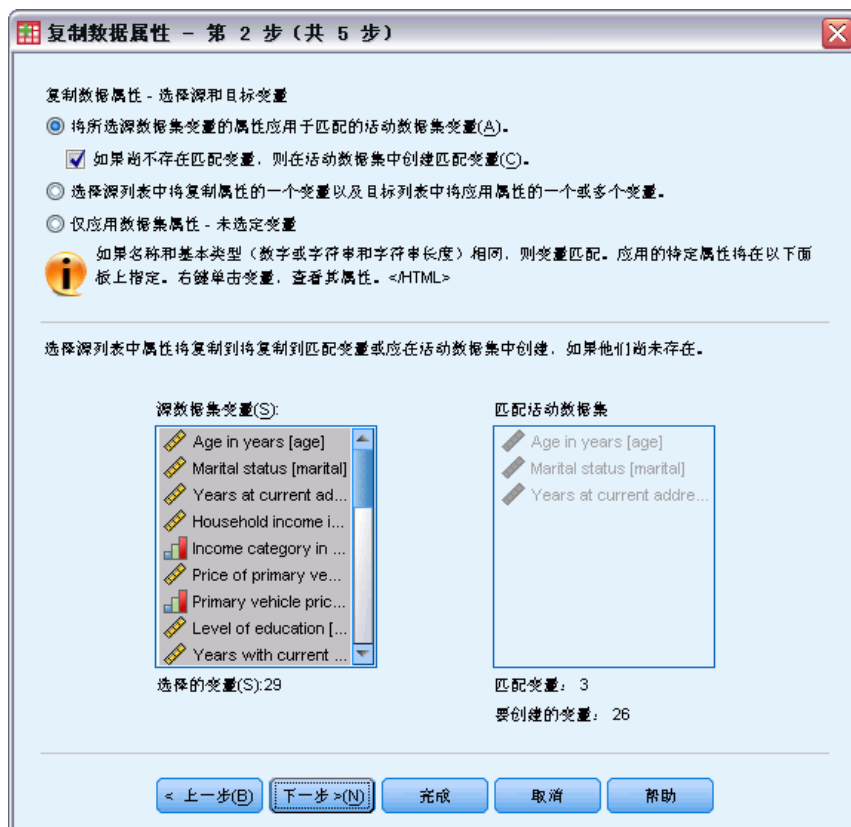 复制数据属性 - 第 2 步(共 5 步)
复制数据属性 - 选择源和目标变量
将所选源数据集变量的属性应用于匹配的活动数据集变量(A)。
如果尚不存在匹配变量，则在活动数据集中创建匹配变量(C)。
选择源列表中将复制属性的一个变量以及目标列表中将应用属性的一个或多个变量。
仅应用数据集属性 - 未选定变量
如果名称和基本类型（数字或字符串和字符串长度）相同，则变量匹配。应用的特定属性将在以下面
板上指定。右键单击变量，查看其属性。</HTML>
选择源列表中属性将复制到将复制到匹配变量或应在活动数据集中创建，如果他们尚未存在。
源数据集变量(S):
Age in years [age]
Marital status [marital]
Years at current ad...
Household income i...
Income category in ...
Price of primary ve...
Primary vehicle pric...
Level of education [...
Years with current ...
选择的变量(S):29
匹配活动数据集
Age in years [age]
Marital status [marital]
Years at current addre...
匹配变量： 3
要创建的变量： 26
< 上一步(B)
下一步 >(N)
完成
取消
帮助